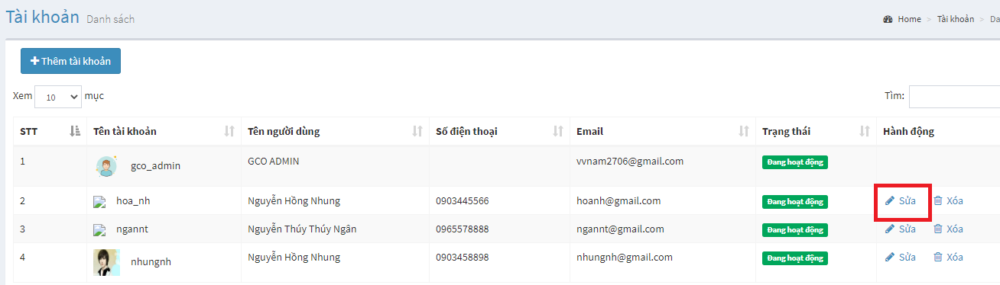 Tài khoản Danh sách
Home > Tài khoản > Da
Thêm tài khoản
Xem 10 mục
Tìm:
STT Tên tài khoản Tên người dùng Số điện thoại Email Trạng thái Hành động
1 gco_admin GCO ADMIN vvnam2706@gmail.com Đang hoạt động
2 hoa_nh Nguyễn Hồng Nhung 0903445566 hoanh@gmail.com Đang hoạt động Sửa Xóa
3 ngannt Nguyễn Thúy Thúy Ngân 0965578888 ngannt@gmail.com Đang hoạt động Sửa Xóa
4 nhungnh Nguyễn Hồng Nhung 0903458898 nhungnh@gmail.com Đang hoạt động Sửa Xóa